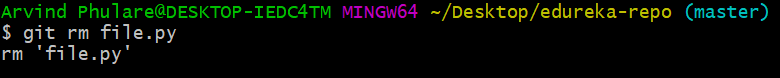 Arvind Phulare@DESKTOP-IEDC4TM MINGW64 ~/Desktop/edureka-repo (master)
$ git rm file.py
rm 'file.py'